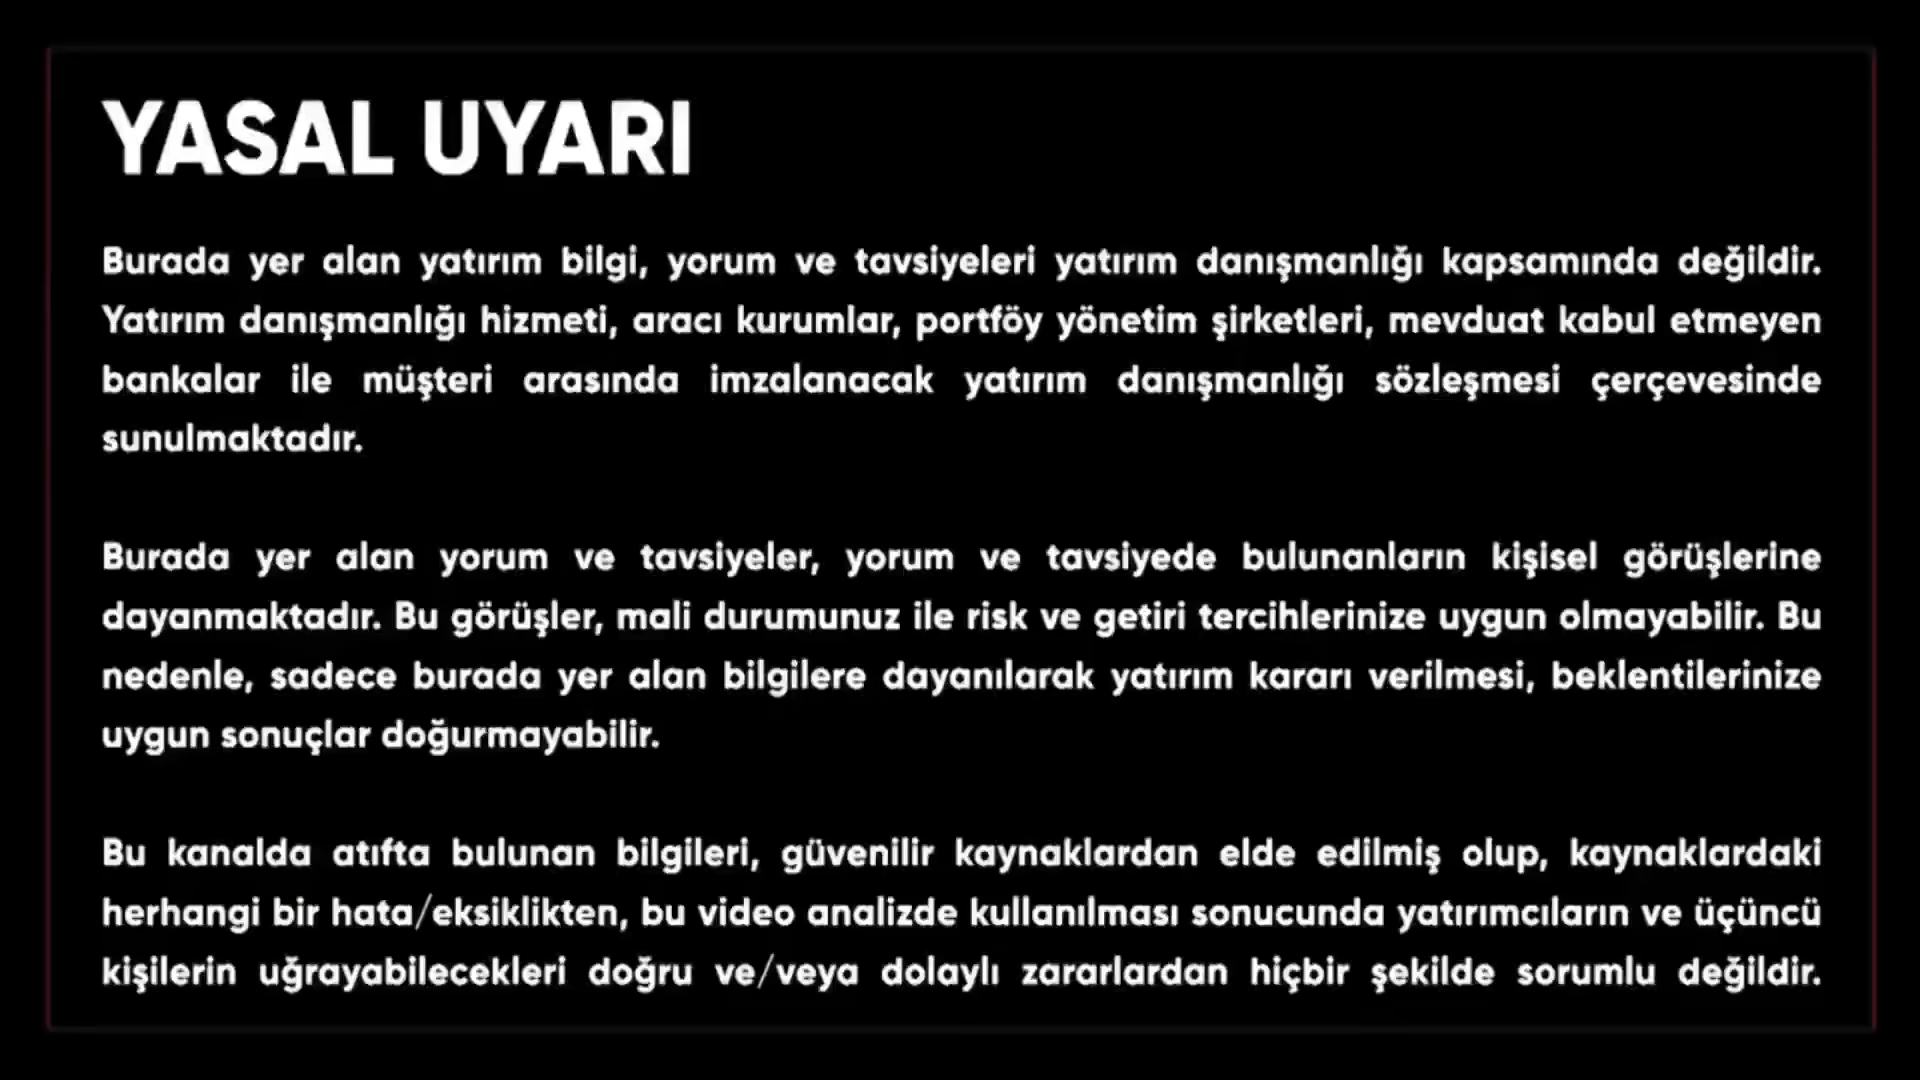 YASAL UYARI
Burada yer alan yatırım bilgi, yorum ve tavsiyeleri yatırım danışmanlığı kapsamında değildir.
Yatırım danışmanlığı hizmeti, aracı kurumlar, portföy yönetim şirketleri, mevduat kabul etmeyen
bankalar ile müşteri arasında imzalanacak yatırım danışmanlığı sözleşmesi çerçevesinde
sunulmaktadır.
Burada yer alan yorum ve tavsiyeler, yorum ve tavsiyede bulunanların kişisel görüşlerine
dayanmaktadır. Bu görüşler, mali durumunuz ile risk ve getiri tercihlerinize uygun olmayabilir. Bu
nedenle, sadece burada yer alan bilgilere dayanılarak yatırım kararı verilmesi, beklentilerinize
uygun sonuçlar doğurmayabilir.
Bu kanalda atıfta bulunan bilgileri, güvenilir kaynaklardan elde edilmiş olup, kaynaklardaki
herhangi bir hata/eksiklikten, bu video analizde kullanılması sonucunda yatırımcıların ve üçüncü
kişilerin uğrayabilecekleri doğru ve/veya dolaylı zararlardan hiçbir şekilde sorumlu değildir.